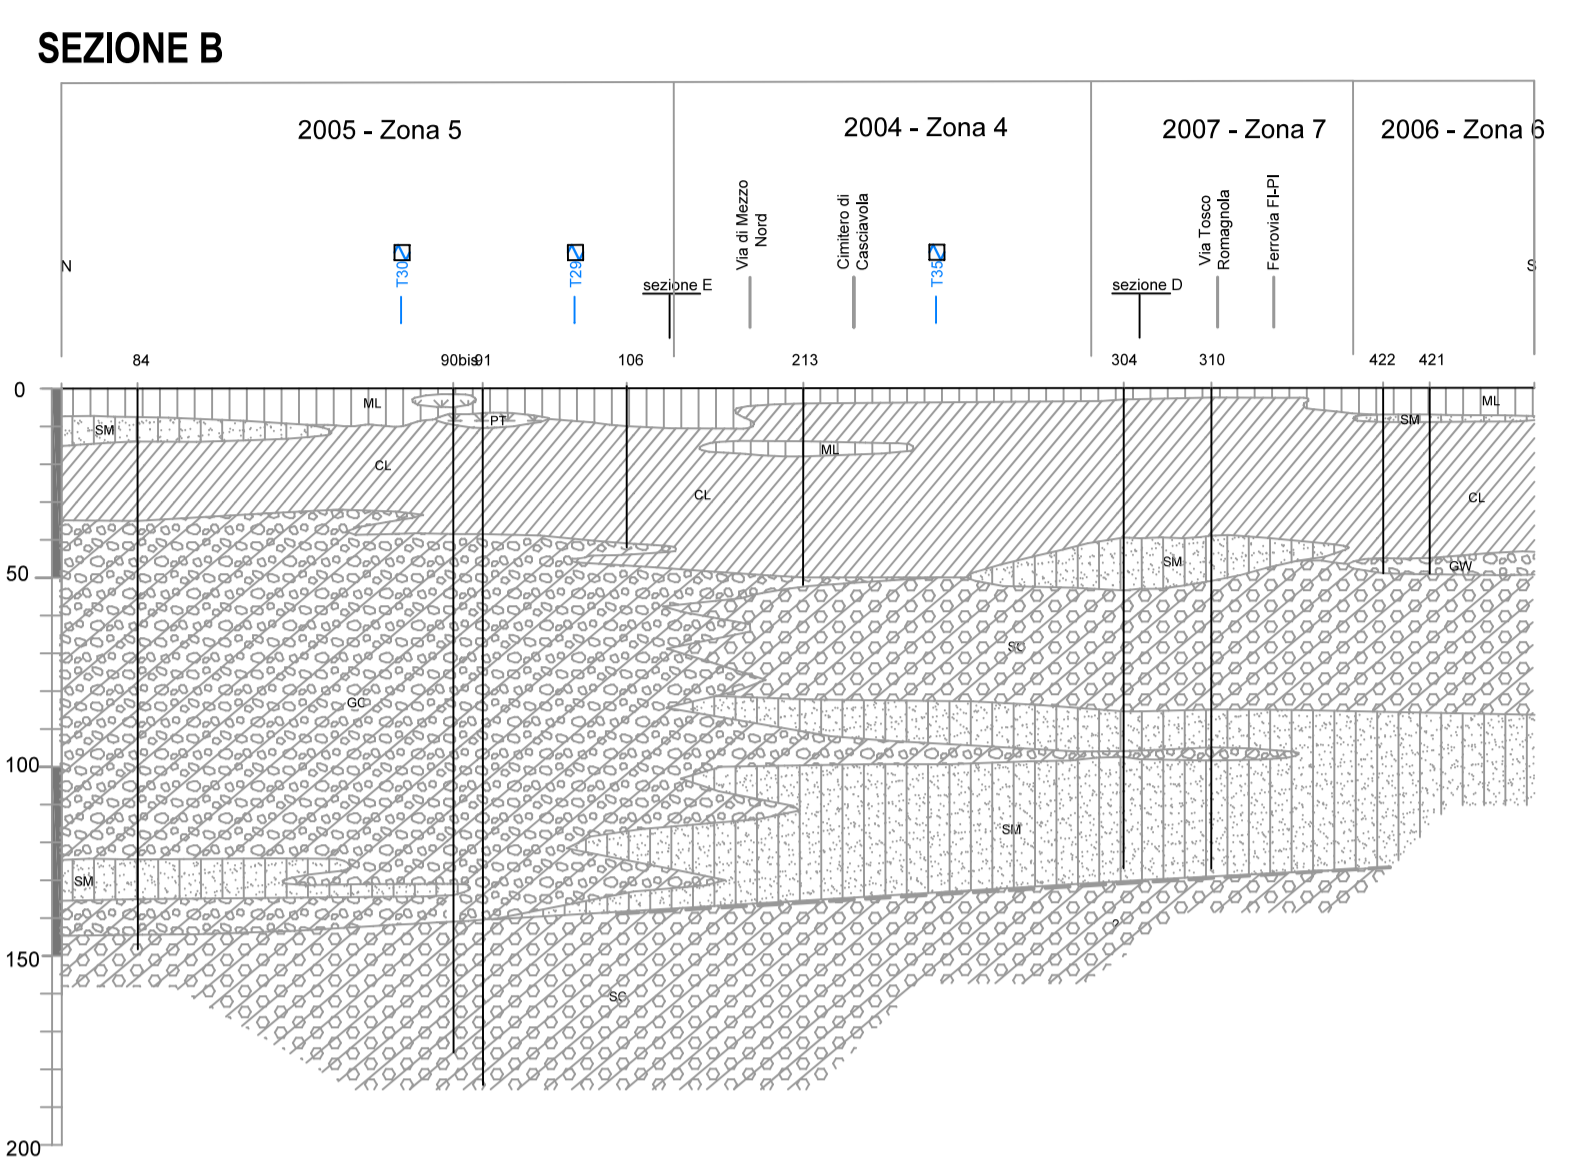 SEZIONE B
2005 - Zona 5
2004 - Zona 4
2007 - Zona 7
2006 - Zona 6
N
T30
T29
sezione E
Via di Mezzo
Nord
Cimitero di
Casciavola
T35
sezione D
Via Tosco
Romagnola
Ferrovia FI-PI
S
84
90bis
91
106
213
304
310
422
421
0
ML
PT
SM
CL
ML
CL
ML
SM
CL
50
SM
GW
SC
GC
100
SM
SM
?
150
SC
200